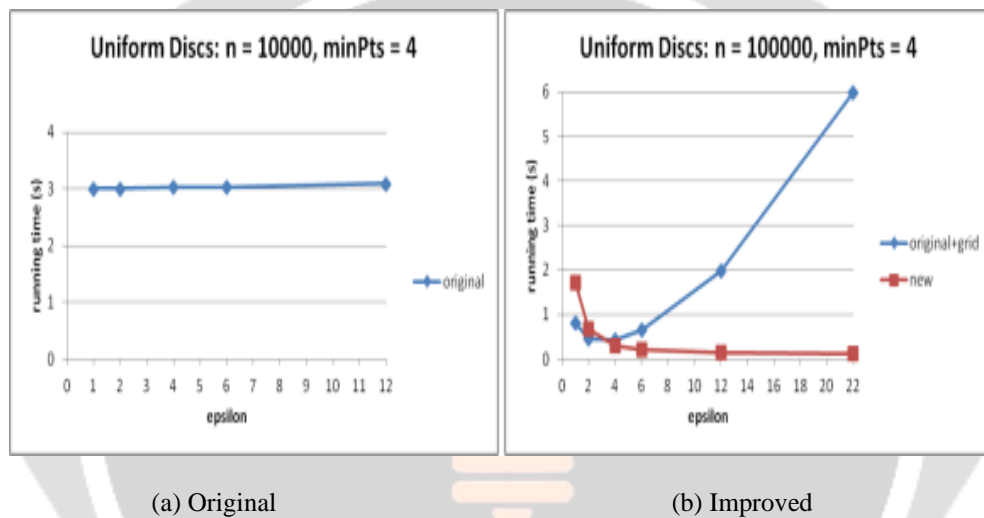 Uniform Discs: n = 10000, minPts = 4
running time (s)
4
3
2
1
0
0 1 2 3 4 5 6 7 8 9 10 11 12
epsilon
original
(a) Original
Uniform Discs: n = 100000, minPts = 4
running time (s)
6
5
4
3
2
1
0
0 2 4 6 8 10 12 14 16 18 20 22
epsilon
original+grid
new
(b) Improved